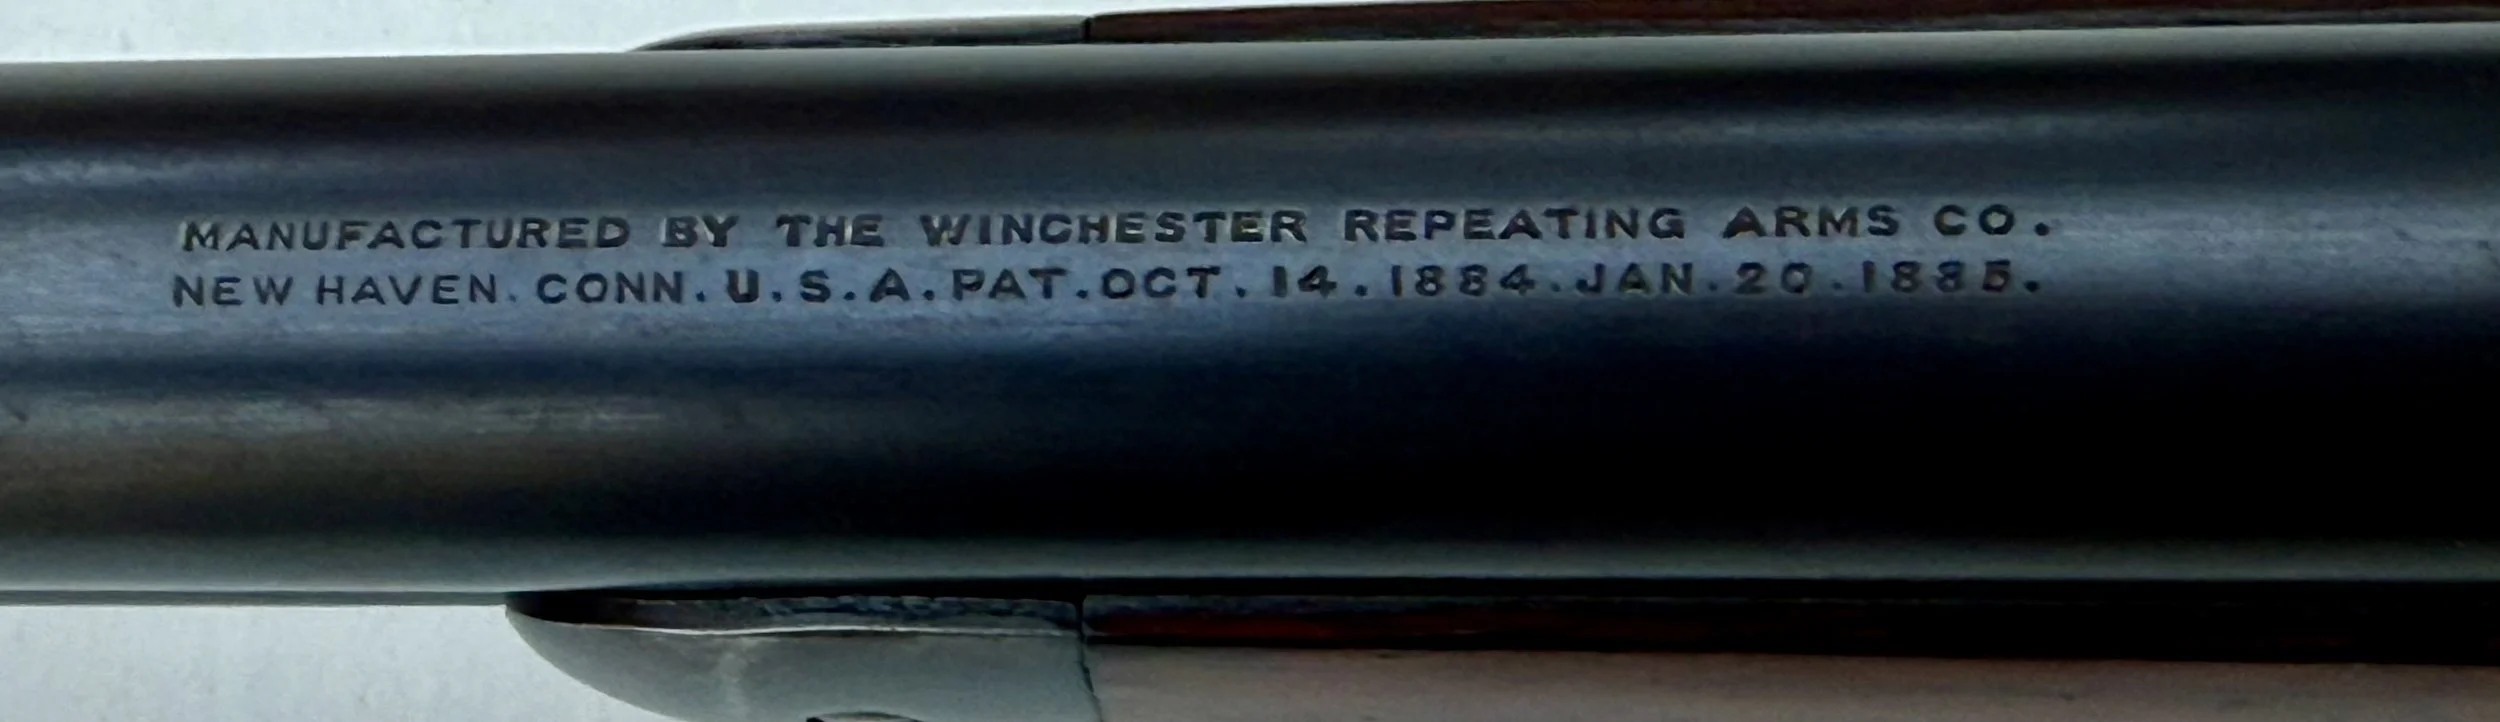 MANUFACTURED BY THE WINCHESTER REPEATING ARMS CO.
NEW HAVEN. CONN. U.S.A. PAT. OCT. 14. 1884. JAN. 20. 1885.